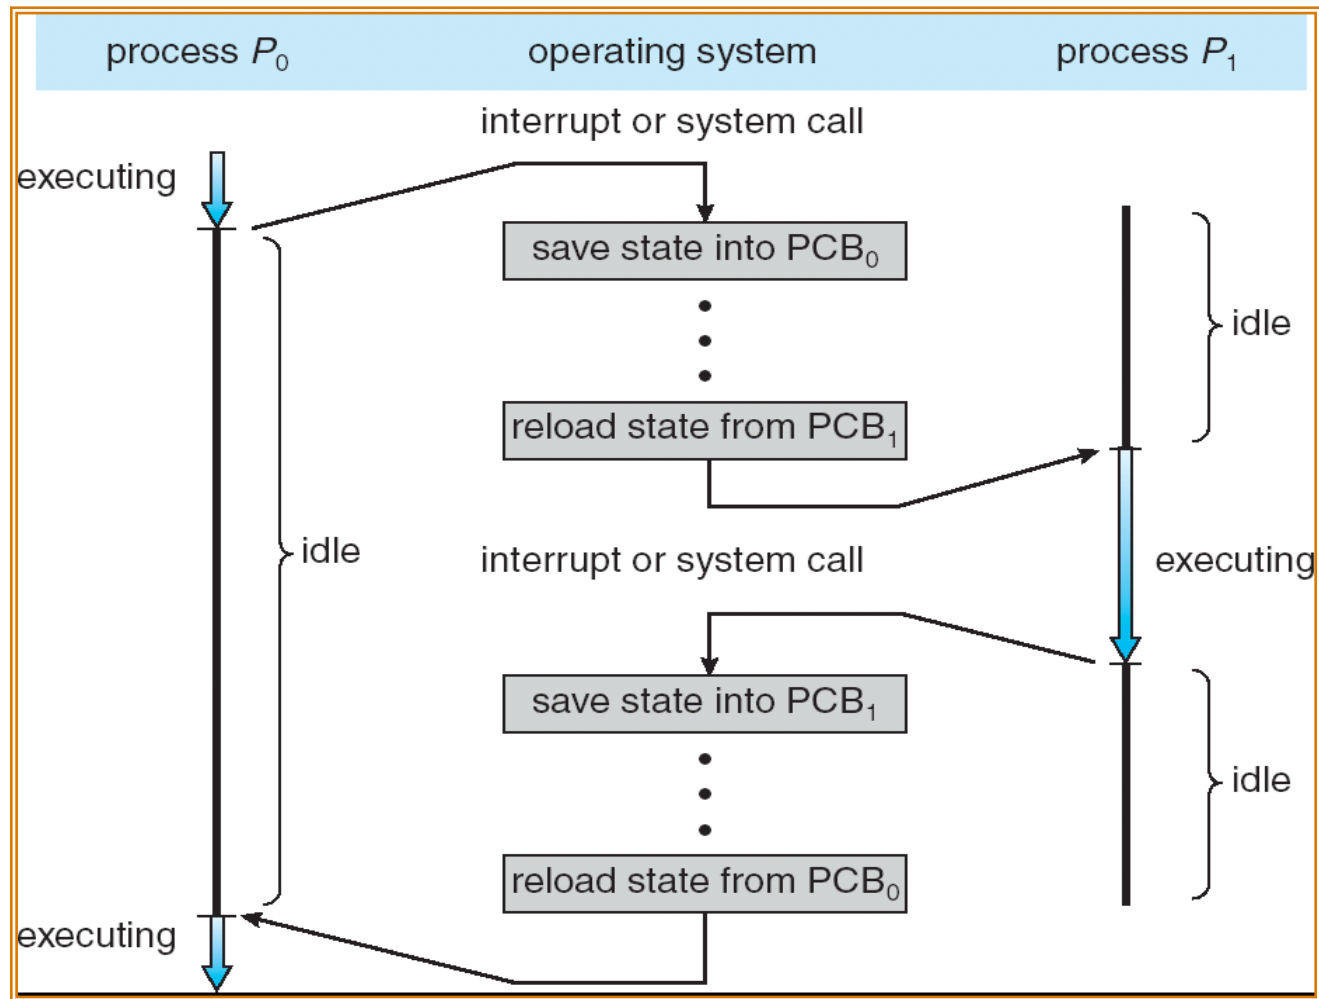 process P₀ operating system process P₁
interrupt or system call
executing
save state into PCB₀
idle
reload state from PCB₁
idle
interrupt or system call
executing
save state into PCB₁
idle
reload state from PCB₀
executing